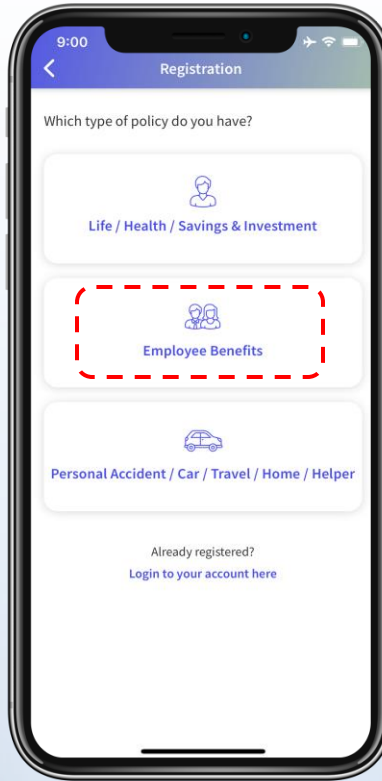 9:00
Registration
Which type of policy do you have?
Life / Health / Savings & Investment
Employee Benefits
Personal Accident / Car / Travel / Home / Helper
Already registered?
Login to your account here